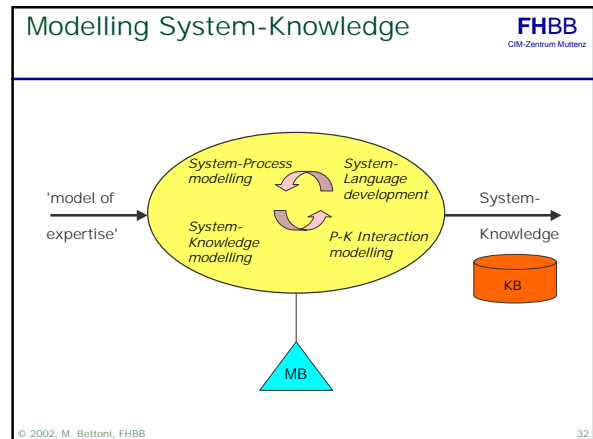 Modelling System-Knowledge
FHBB
CIM-Zentrum Muttenz
System-Process
modelling
System-
Language
development
'model of
expertise'
System-
Knowledge
modelling
P-K Interaction
modelling
System-
Knowledge
KB
MB
© 2002, M. Bettoni, FHBB
32